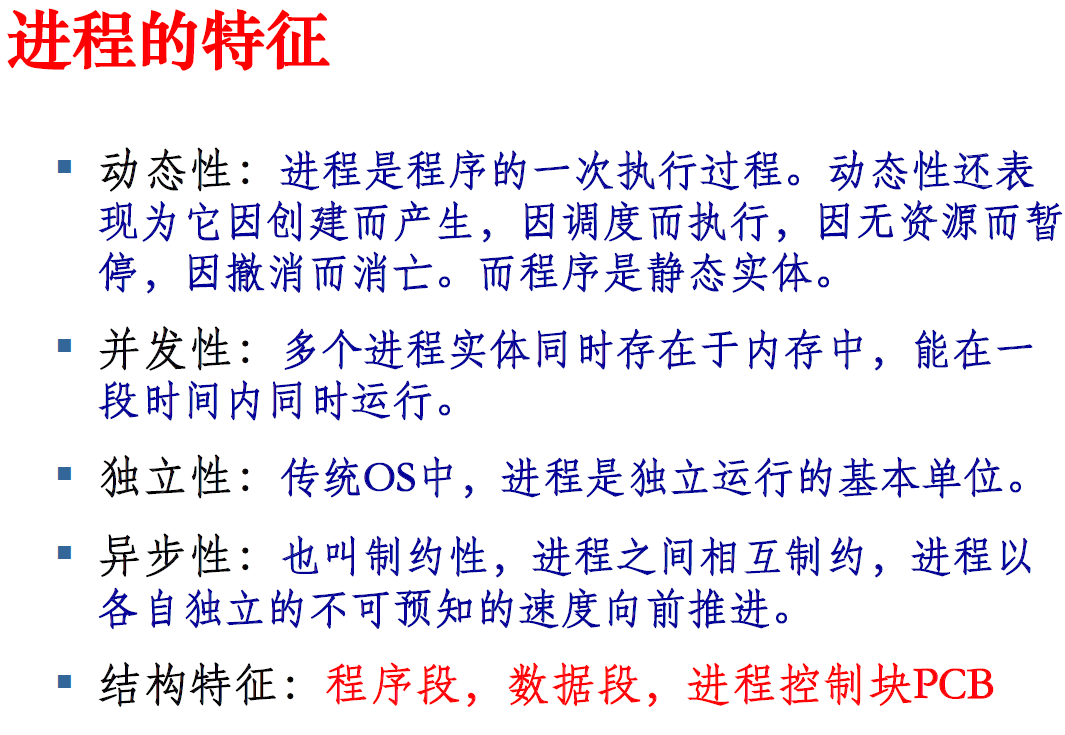 进程的特征
▪ 动态性：进程是程序的一次执行过程。动态性还表
现为它因创建而产生，因调度而执行，因无资源而暂
停，因撤消而消亡。而程序是静态实体。
▪ 并发性：多个进程实体同时存在于内存中，能在一
段时间内同时运行。
▪ 独立性：传统OS中，进程是独立运行的基本单位。
▪ 异步性：也叫制约性，进程之间相互制约，进程以
各自独立的不可预知的速度向前推进。
▪ 结构特征：程序段，数据段，进程控制块PCB